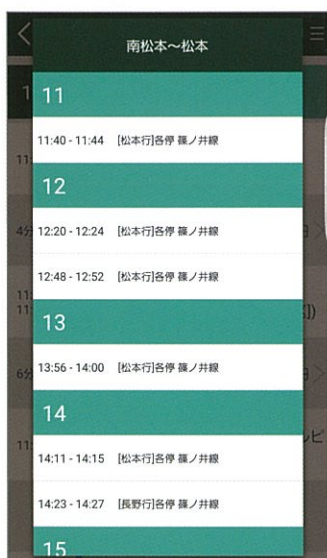 南松本〜松本
11
11:40 - 11:44 [松本行]各停 篠ノ井線
12
12:20 - 12:24 [松本行]各停 篠ノ井線
12:48 - 12:52 [松本行]各停 篠ノ井線
13
13:56 - 14:00 [松本行]各停 篠ノ井線
14
14:11 - 14:15 [松本行]各停 篠ノ井線
14:23 - 14:27 [長野行]各停 篠ノ井線
15